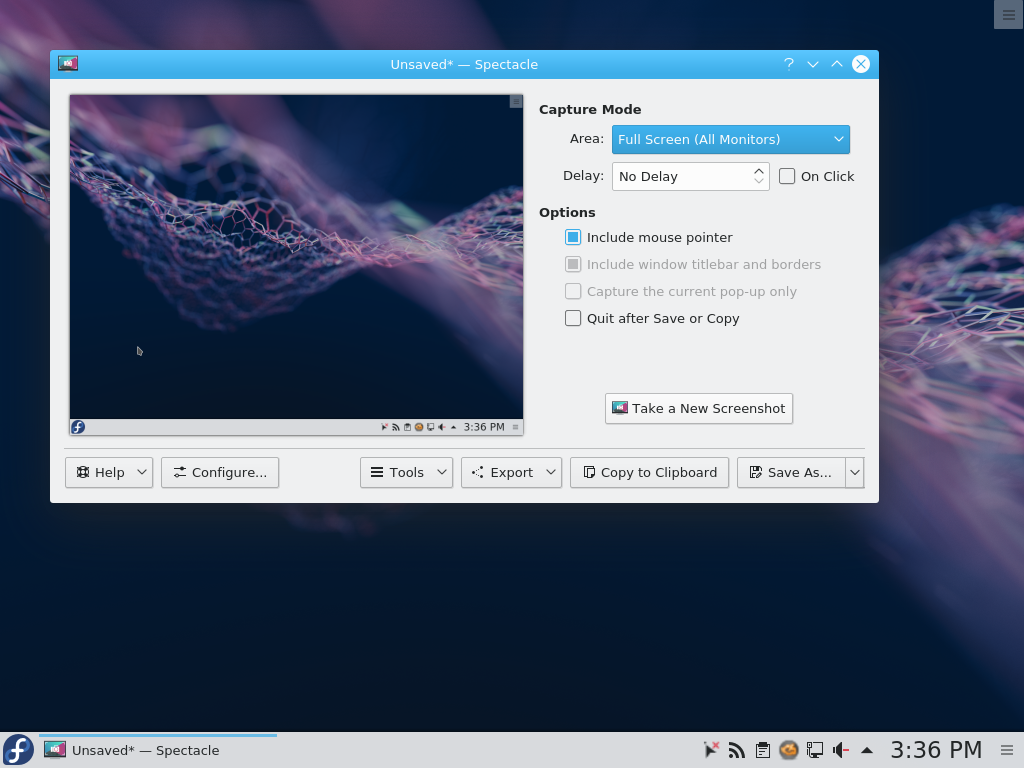 Unsaved* — Spectacle
Capture Mode
Area: Full Screen (All Monitors)
Delay: No Delay On Click
Options
Include mouse pointer
Include window titlebar and borders
Capture the current pop-up only
Quit after Save or Copy
Take a New Screenshot
3:36 PM
Help Configure... Tools Export Copy to Clipboard Save As...
Unsaved* — Spectacle 3:36 PM